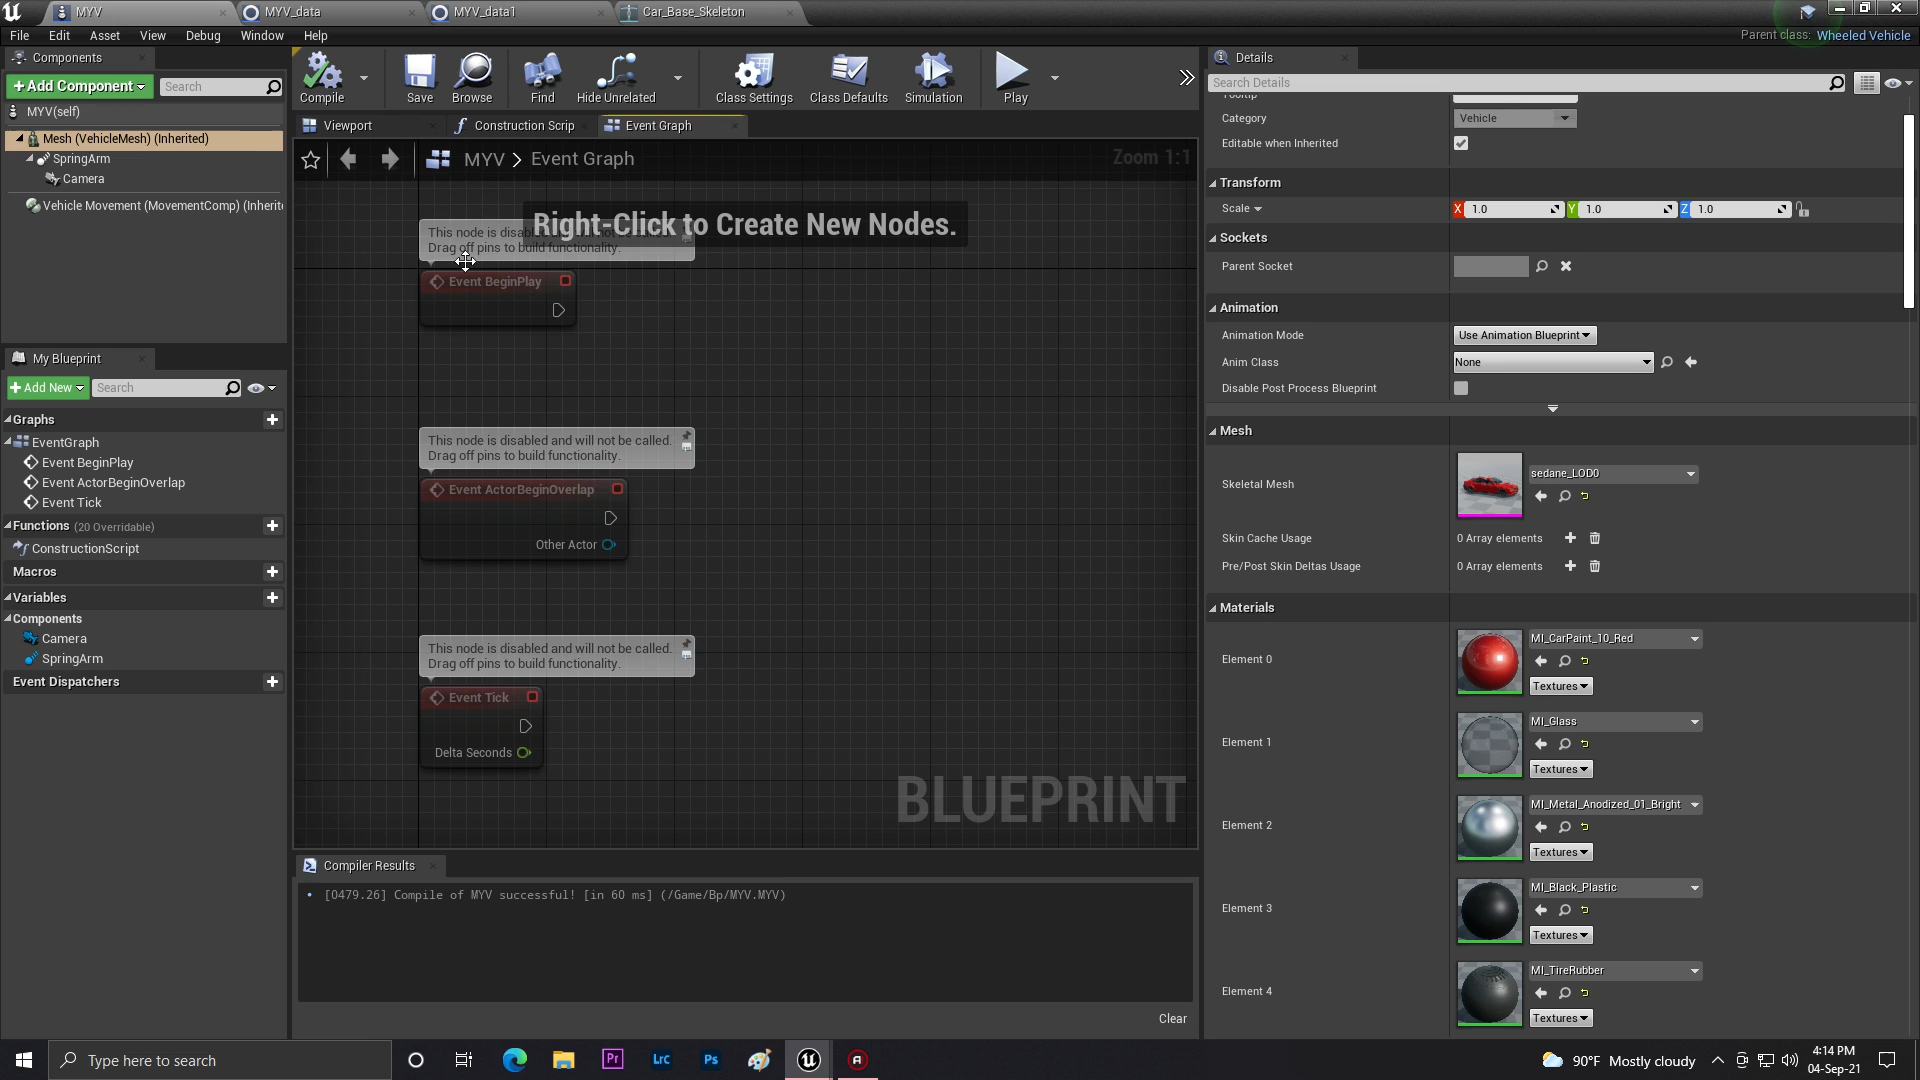 MYV
MYV_data
MYV_data1
Car_Base_Skeleton
File Edit Asset View Debug Window Help
Parent class: Wheeled Vehicle
Components
Add Component
Search
MYV(self)
Mesh (VehicleMesh) (Inherited)
SpringArm
Camera
Vehicle Movement (MovementComp) (Inherit
My Blueprint
Add New
Search
Graphs
EventGraph
Event BeginPlay
Event ActorBeginOverlap
Event Tick
Functions (20 Overridable)
ConstructionScript
Macros
Variables
Components
Camera
SpringArm
Event Dispatchers
Compile
Save
Browse
Find
Hide Unrelated
Class Settings
Class Defaults
Simulation
Play
Viewport
Construction Scrip
Event Graph
MYV > Event Graph
Zoom 1:1
Right-Click to Create New Nodes.
This node is disabled and will not be called.
Drag off pins to build functionality.
Event BeginPlay
This node is disabled and will not be called.
Drag off pins to build functionality.
Event ActorBeginOverlap
Other Actor
This node is disabled and will not be called.
Drag off pins to build functionality.
Event Tick
Delta Seconds
BLUEPRINT
Compiler Results
[0479.26] Compile of MYV successful! [in 60 ms] (/Game/Bp/MYV.MYV)
Clear
Details
Search Details
Category Vehicle
Editable when Inherited
Transform
Scale X 1.0 Y 1.0 Z 1.0
Sockets
Parent Socket
Animation
Animation Mode Use Animation Blueprint
Anim Class None
Disable Post Process Blueprint
Mesh
Skeletal Mesh sedane_LOD0
Skin Cache Usage 0 Array elements
Pre/Post Skin Deltas Usage 0 Array elements
Materials
Element 0 MI_CarPaint_10_Red
Textures
Element 1 MI_Glass
Textures
Element 2 MI_Metal_Anodized_01_Bright
Textures
Element 3 MI_Black_Plastic
Textures
Element 4 MI_TireRubber
Textures
Type here to search
Pr
Lrc
Ps
90°F Mostly cloudy
4:14 PM
04-Sep-21